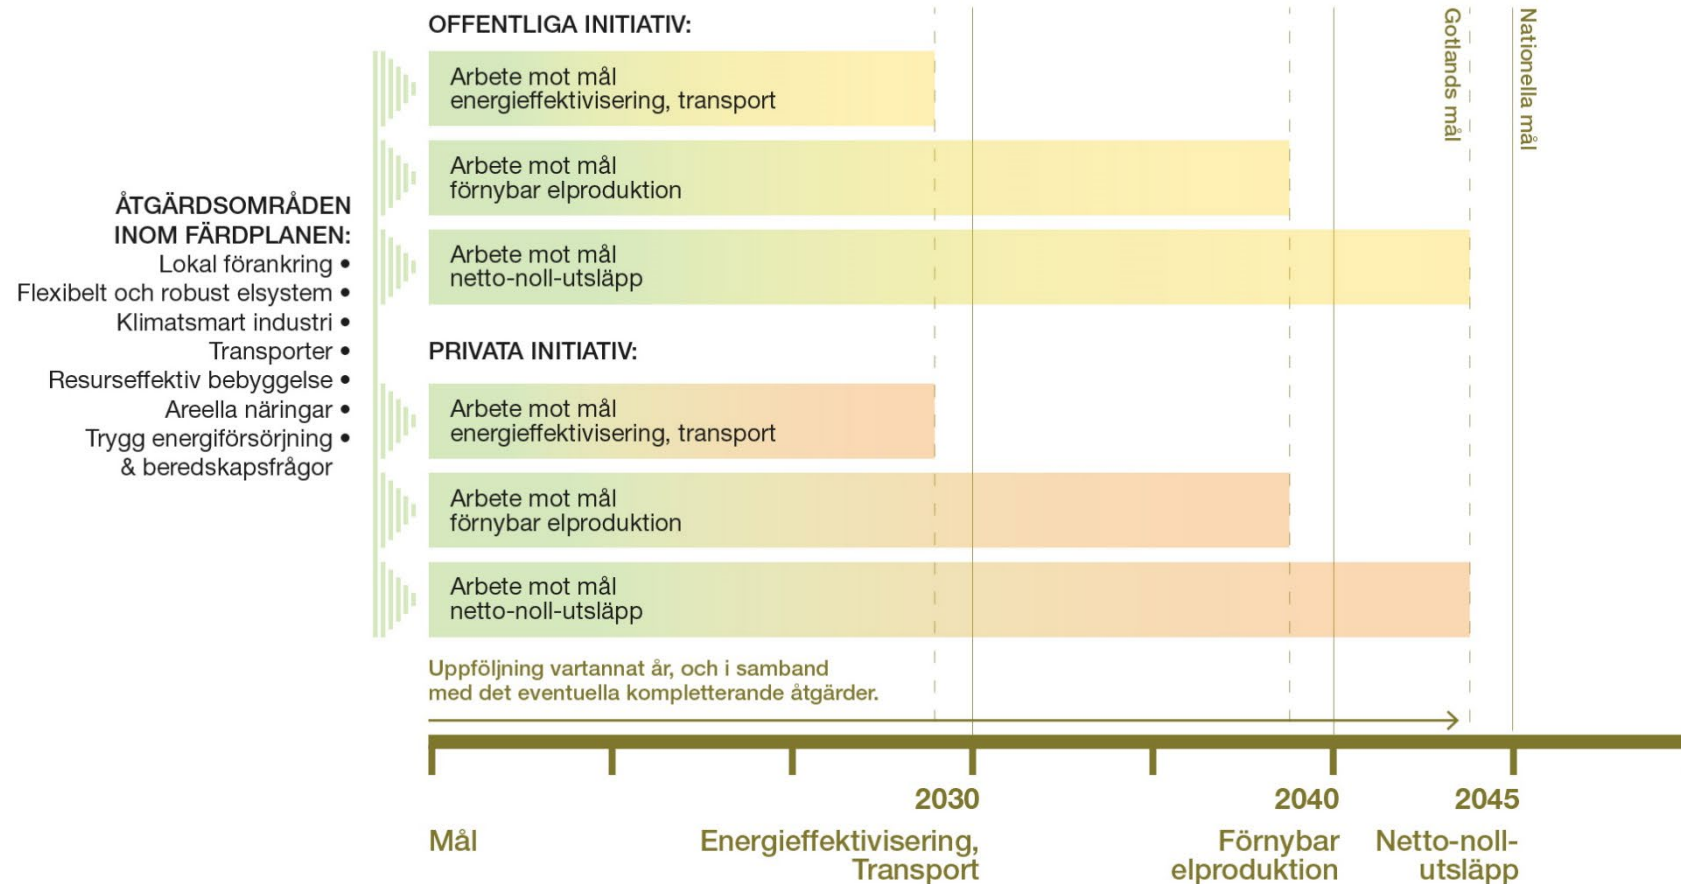 OFFENTLIGA INITIATIV:
Arbete mot mål
energieffektivisering, transport
Arbete mot mål
förnybar elproduktion
Arbete mot mål
netto-noll-utsläpp
Gotlands mål
Nationella mål
ÅTGÄRDSOMRÅDEN
INOM FÄRDPLANEN:
Lokal förankring •
Flexibelt och robust elsystem •
Klimatsmart industri •
Transporter •
Resurseffektiv bebyggelse •
Areella näringar •
Trygg energiförsörjning •
& beredskapsfrågor
PRIVATA INITIATIV:
Arbete mot mål
energieffektivisering, transport
Arbete mot mål
förnybar elproduktion
Arbete mot mål
netto-noll-utsläpp
Uppföljning vartannat år, och i samband
med det eventuella kompletterande åtgärder.
2030
2040
2045
Mål
Energieffektivisering,
Transport
Förnybar
elproduktion
Netto-noll-
utsläpp